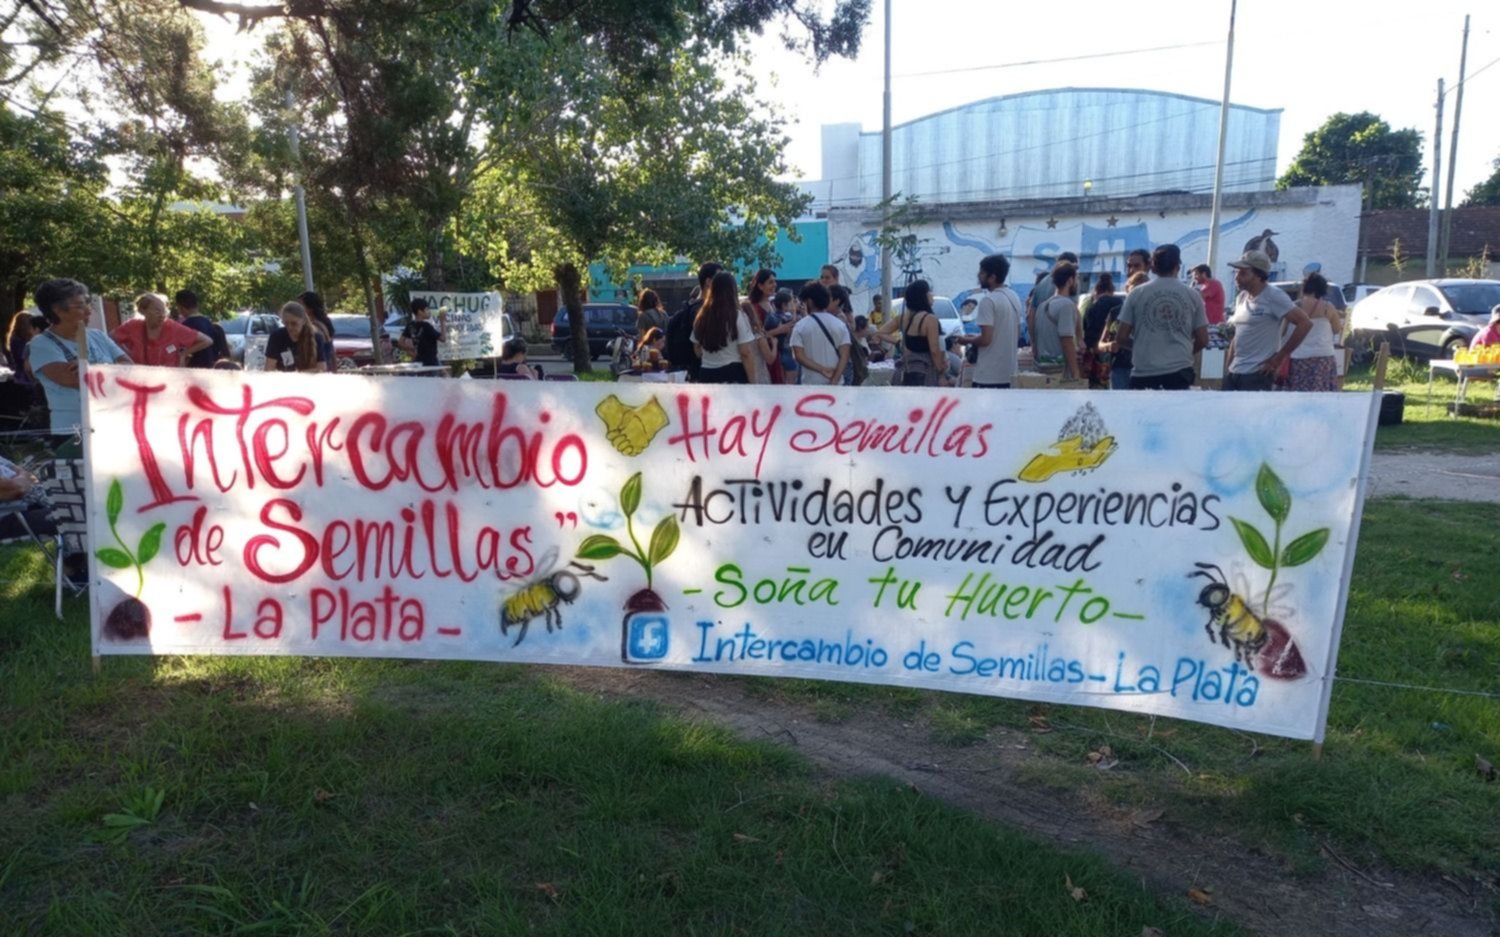 "Intercambio
de Semillas"
- La Plata -
Hay Semillas
Actividades y Experiencias
en Comunidad
- Soña tu Huerto -
f Intercambio de Semillas - La Plata
S M